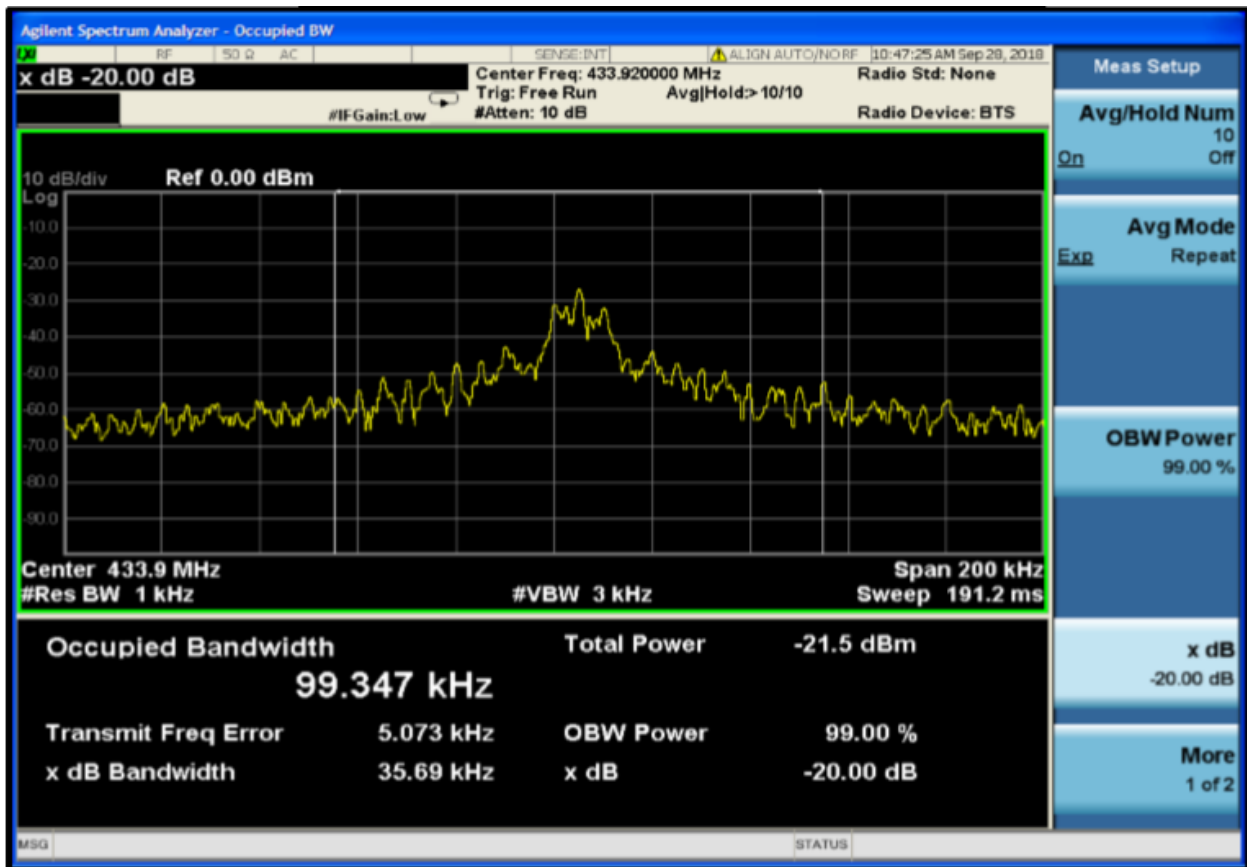 Agilent Spectrum Analyzer - Occupied BW
RF 50 Ω AC SENSE:INT ALIGN AUTO/NO RF 10:47:25 AM Sep 28, 2018
x dB -20.00 dB
Center Freq: 433.920000 MHz Radio Std: None
Trig: Free Run Avg|Hold:> 10/10
#IFGain:Low #Atten: 10 dB Radio Device: BTS
10 dB/div Ref 0.00 dBm
Log
-10.0
-20.0
-30.0
-40.0
-50.0
-60.0
-70.0
-80.0
-90.0
Center 433.9 MHz Span 200 kHz
#Res BW 1 kHz #VBW 3 kHz Sweep 191.2 ms
Occupied Bandwidth Total Power -21.5 dBm
99.347 kHz
Transmit Freq Error 5.073 kHz OBW Power 99.00 %
x dB Bandwidth 35.69 kHz x dB -20.00 dB
MSG STATUS
Meas Setup
Avg/Hold Num
10
On Off
Avg Mode
Exp Repeat
OBW Power
99.00 %
x dB
-20.00 dB
More
1 of 2